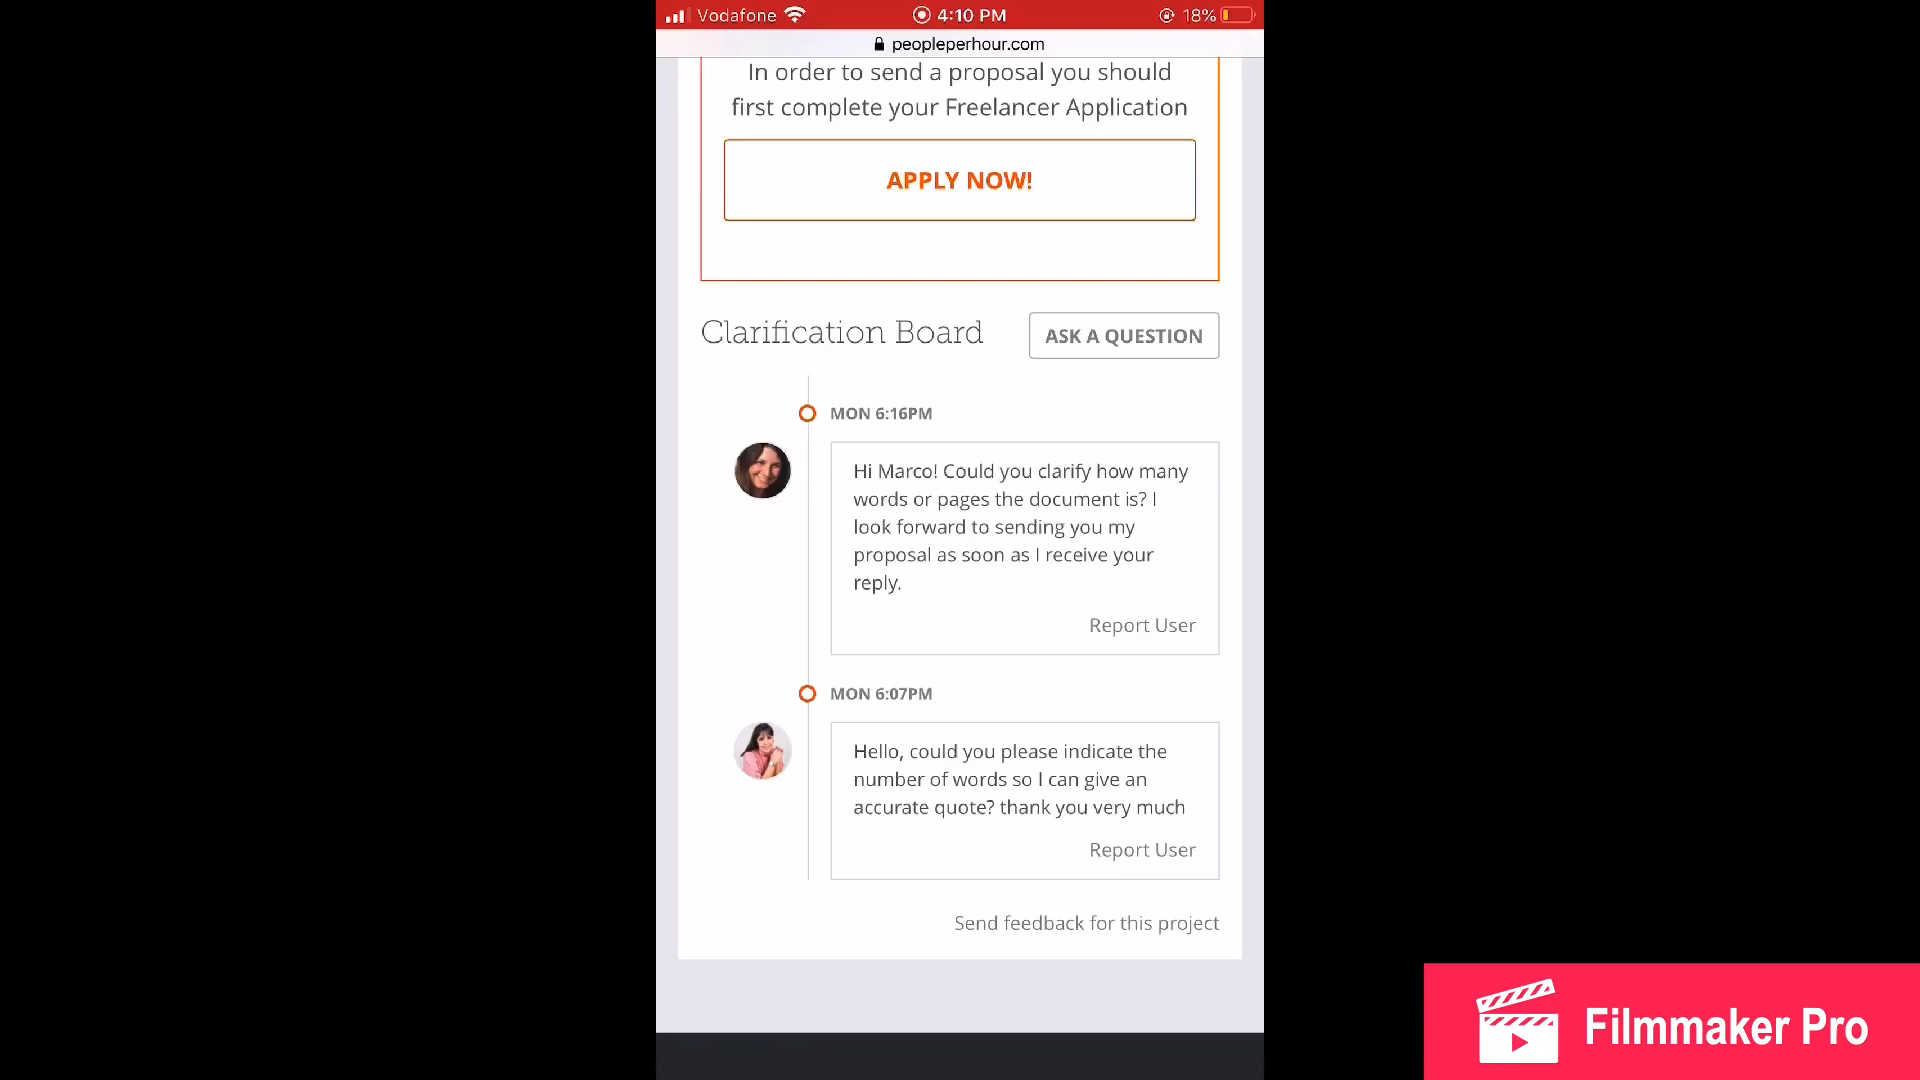 Vodafone 4:10 PM 18%
peopleperhour.com
In order to send a proposal you should
first complete your Freelancer Application
APPLY NOW!
Clarification Board
ASK A QUESTION
MON 6:16PM
Hi Marco! Could you clarify how many
words or pages the document is? I
look forward to sending you my
proposal as soon as I receive your
reply.
Report User
MON 6:07PM
Hello, could you please indicate the
number of words so I can give an
accurate quote? thank you very much
Report User
Send feedback for this project
Filmmaker Pro